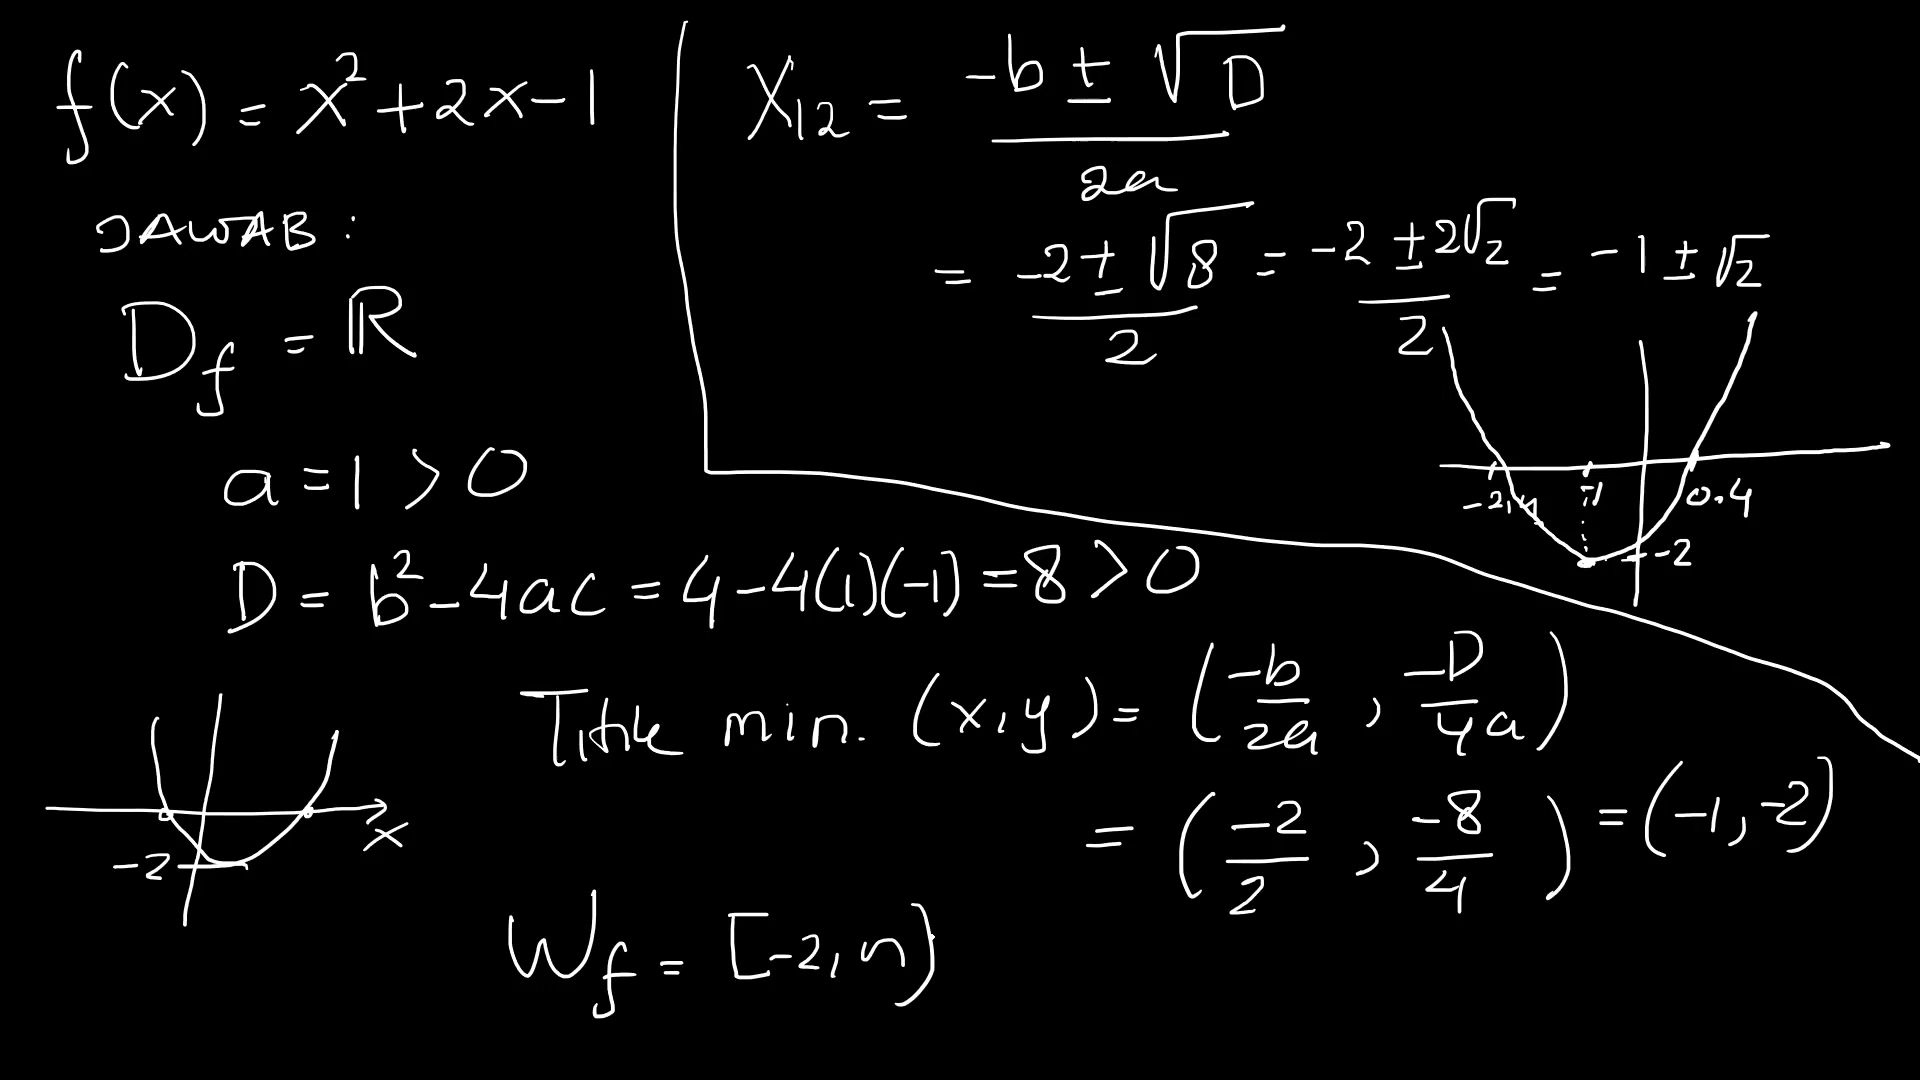 f(x) = x² + 2x - 1
JAWAB :
D_f = ℝ
a = 1 > 0
D = b² - 4ac = 4 - 4(1)(-1) = 8 > 0
x
-2
X₁₂ = (-b ± √D)/2a
= (-2 ± √8)/2 = (-2 ± 2√2)/2 = -1 ± √2
-2,4 -1 0.4
-2
Titik min. (x,y) = (-b/2a , -D/4a)
= (-2/2 , -8/4) = (-1, -2)
W_f = [-2, n)